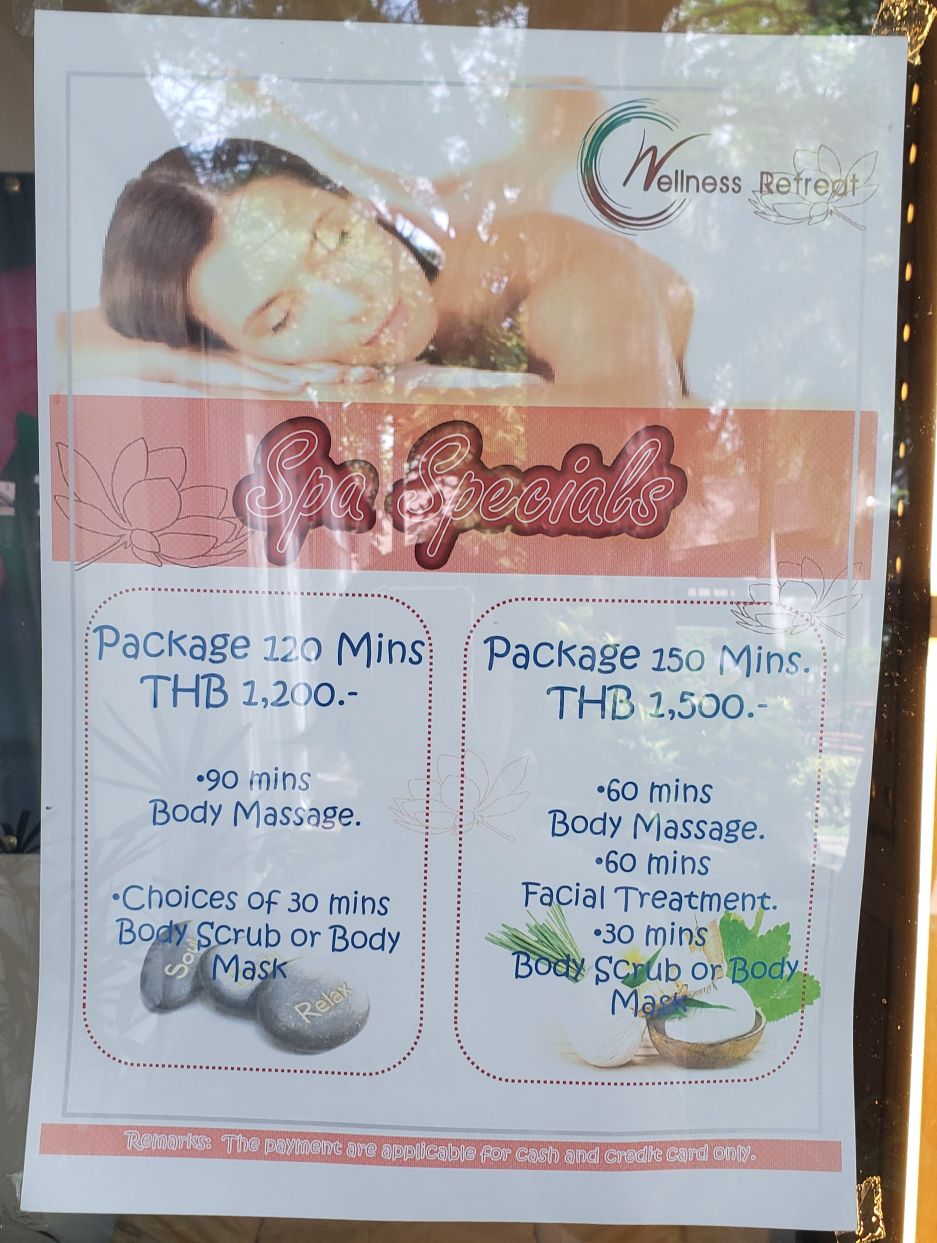 Wellness Retreat
Spa Specials
Package 120 Mins
THB 1,200.-
•90 mins
Body Massage.
•Choices of 30 mins
Body Scrub or Body
Mask
Soul
Relax
Package 150 Mins.
THB 1,500.-
•60 mins
Body Massage.
•60 mins
Facial Treatment.
•30 mins
Body Scrub or Body
Mask
Remarks: The payment are applicable for cash and credit card only.